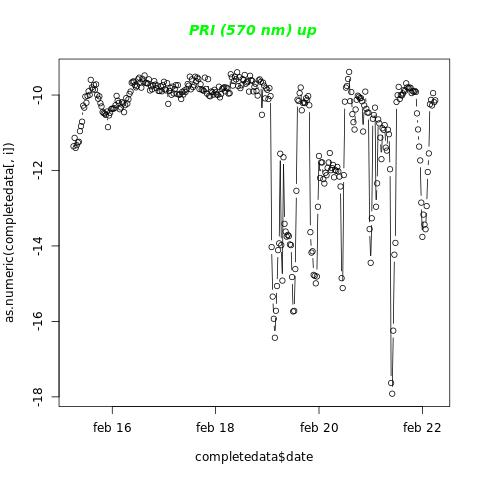 PRI (570 nm) up
as.numeric(completedata[, i])
-10
-12
-14
-16
-18
feb 16
feb 18
feb 20
feb 22
completedata$date